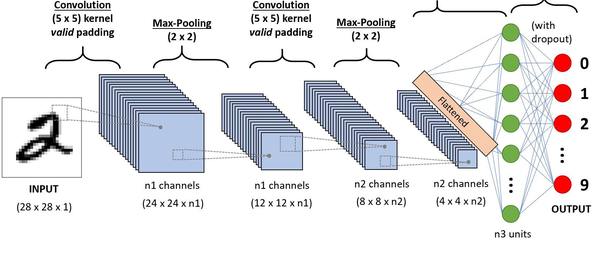 Convolution
(5 x 5) kernel
valid padding
Max-Pooling
(2 x 2)
Convolution
(5 x 5) kernel
valid padding
Max-Pooling
(2 x 2)
(with
dropout)
0
1
2
9
Flattened
INPUT
(28 x 28 x 1)
n1 channels
(24 x 24 x n1)
n1 channels
(12 x 12 x n1)
n2 channels
(8 x 8 x n2)
n2 channels
(4 x 4 x n2)
n3 units
OUTPUT
2